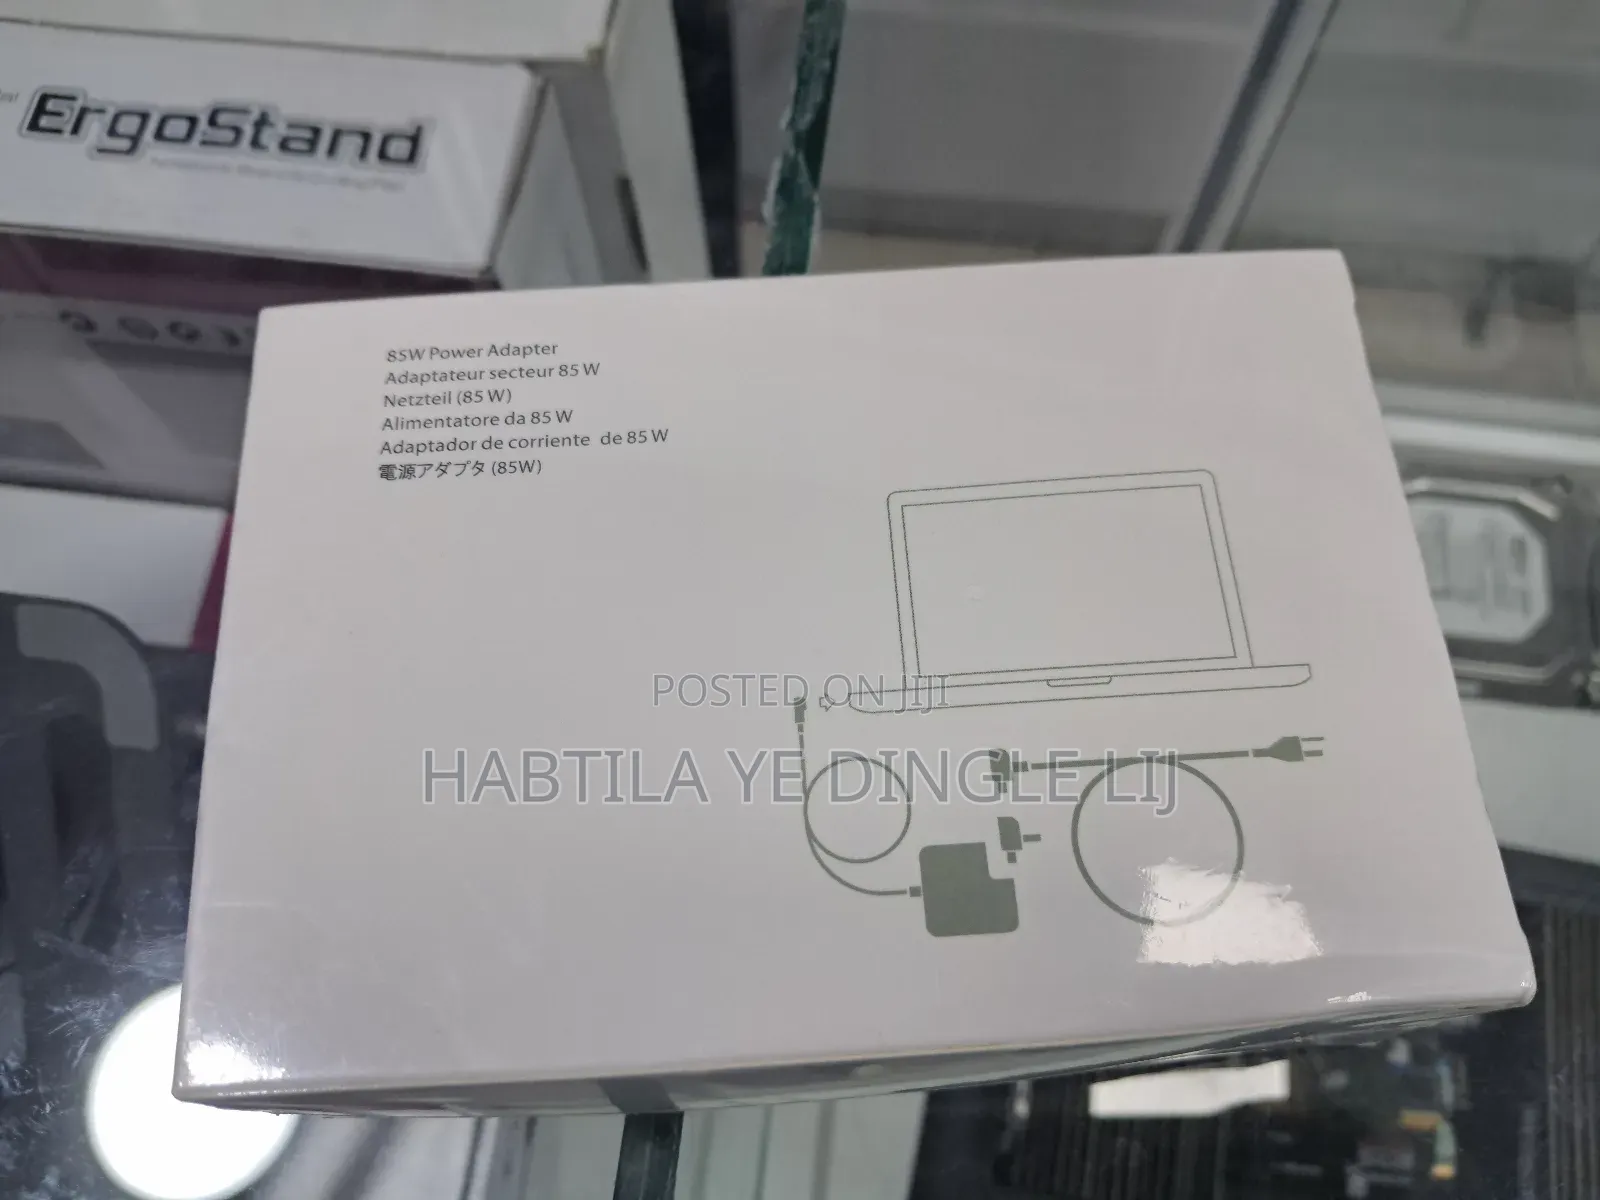 ErgoStand
85W Power Adapter
Adaptateur secteur 85 W
Netzteil (85 W)
Alimentatore da 85 W
Adaptador de corriente de 85 W
電源アダプタ (85W)
POSTED ON JIJI
HABTILA YE DINGLE LIJ